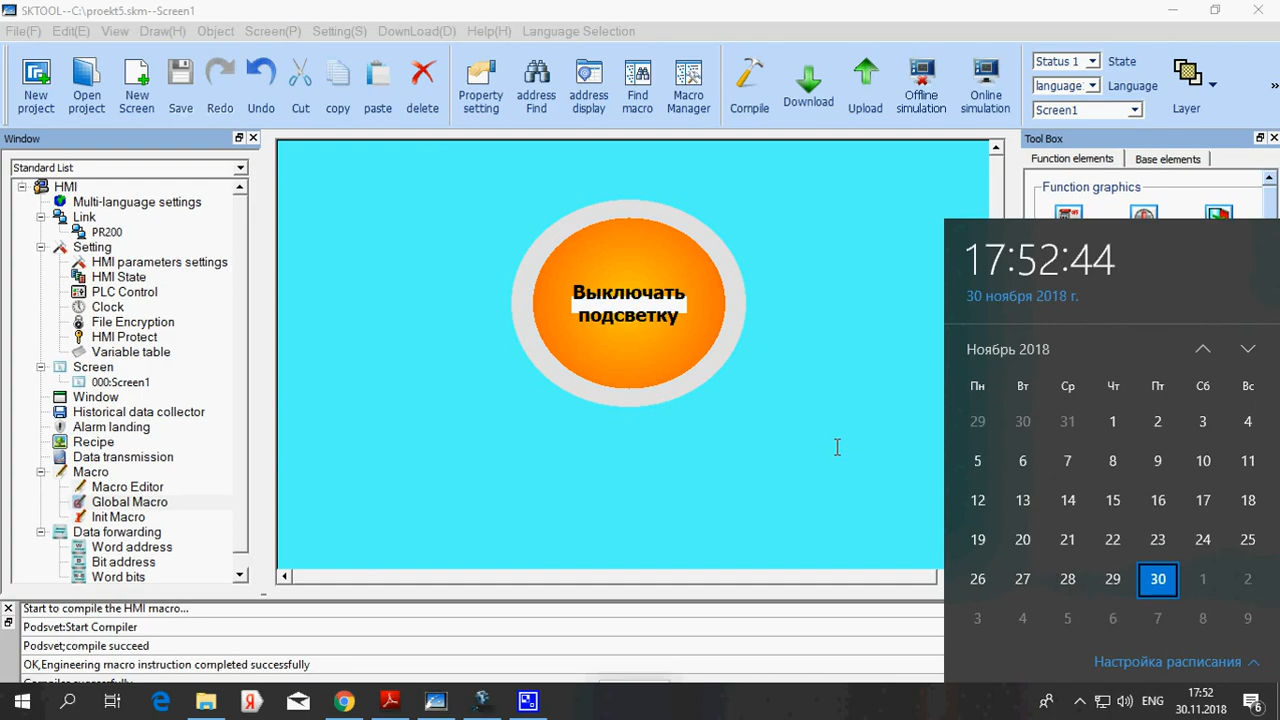 SKTOOL--C:\proekt5.skm--Screen1
File(F) Edit(E) View Draw(H) Object Screen(P) Setting(S) DownLoad(D) Help(H) Language Selection
New project
Open project
New Screen
Save
Redo
Undo
Cut
copy
paste
delete
Property setting
address Find
address display
Find macro
Macro Manager
Compile
Download
Upload
Offline simulation
Online simulation
Status 1 State
language Language
Screen1
Layer
Window
Standard List
HMI
Multi-language settings
Link
PR200
Setting
HMI parameters settings
HMI State
PLC Control
Clock
File Encryption
HMI Protect
Variable table
Screen
000:Screen1
Window
Historical data collector
Alarm landing
Recipe
Data transmission
Macro
Macro Editor
Global Macro
Init Macro
Data forwarding
Word address
Bit address
Word bits
Выключать
подсветку
Tool Box
Function elements Base elements
Function graphics
17:52:44
30 ноября 2018 г.
Ноябрь 2018
Пн Вт Ср Чт Пт Сб Вс
29 30 31 1 2 3 4
5 6 7 8 9 10 11
12 13 14 15 16 17 18
19 20 21 22 23 24 25
26 27 28 29 30 1 2
3 4 5 6 7 8 9
Настройка расписания
Start to compile the HMI macro...
Podsvet:Start Compiler
Podsvet;compile succeed
OK,Engineering macro instruction completed successfully
ENG
17:52
30.11.2018
6